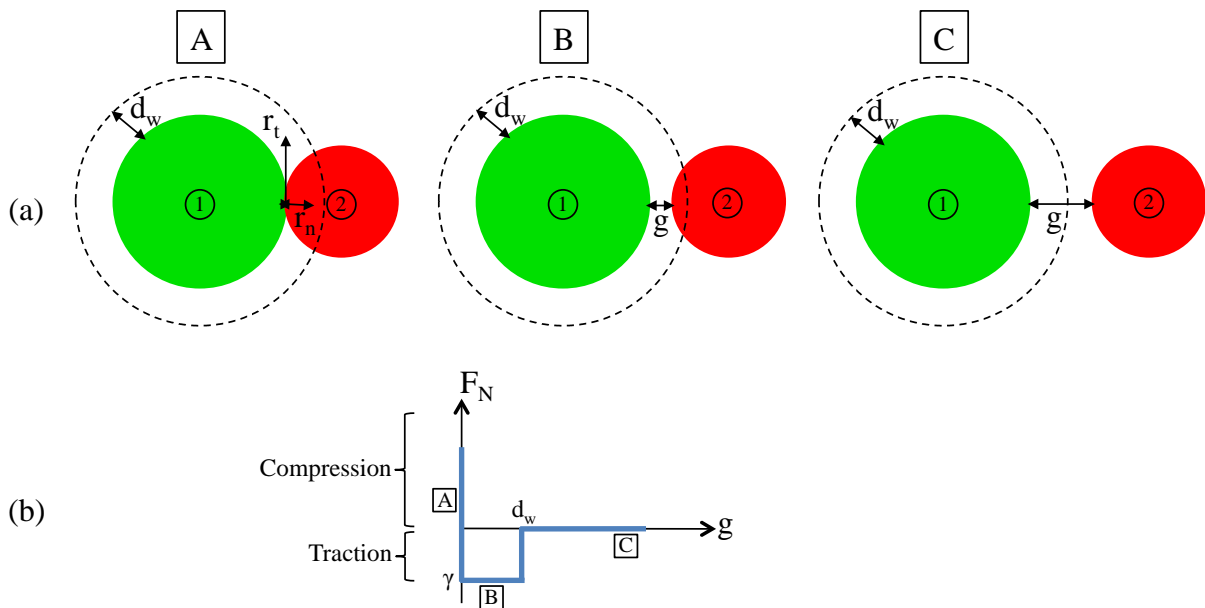 A B C
d_w d_w d_w
r_t
(a) 1 2 1 2 1 2
r_n g g
F_N
Compression
A
(b) d_w g
C
Traction
γ
B